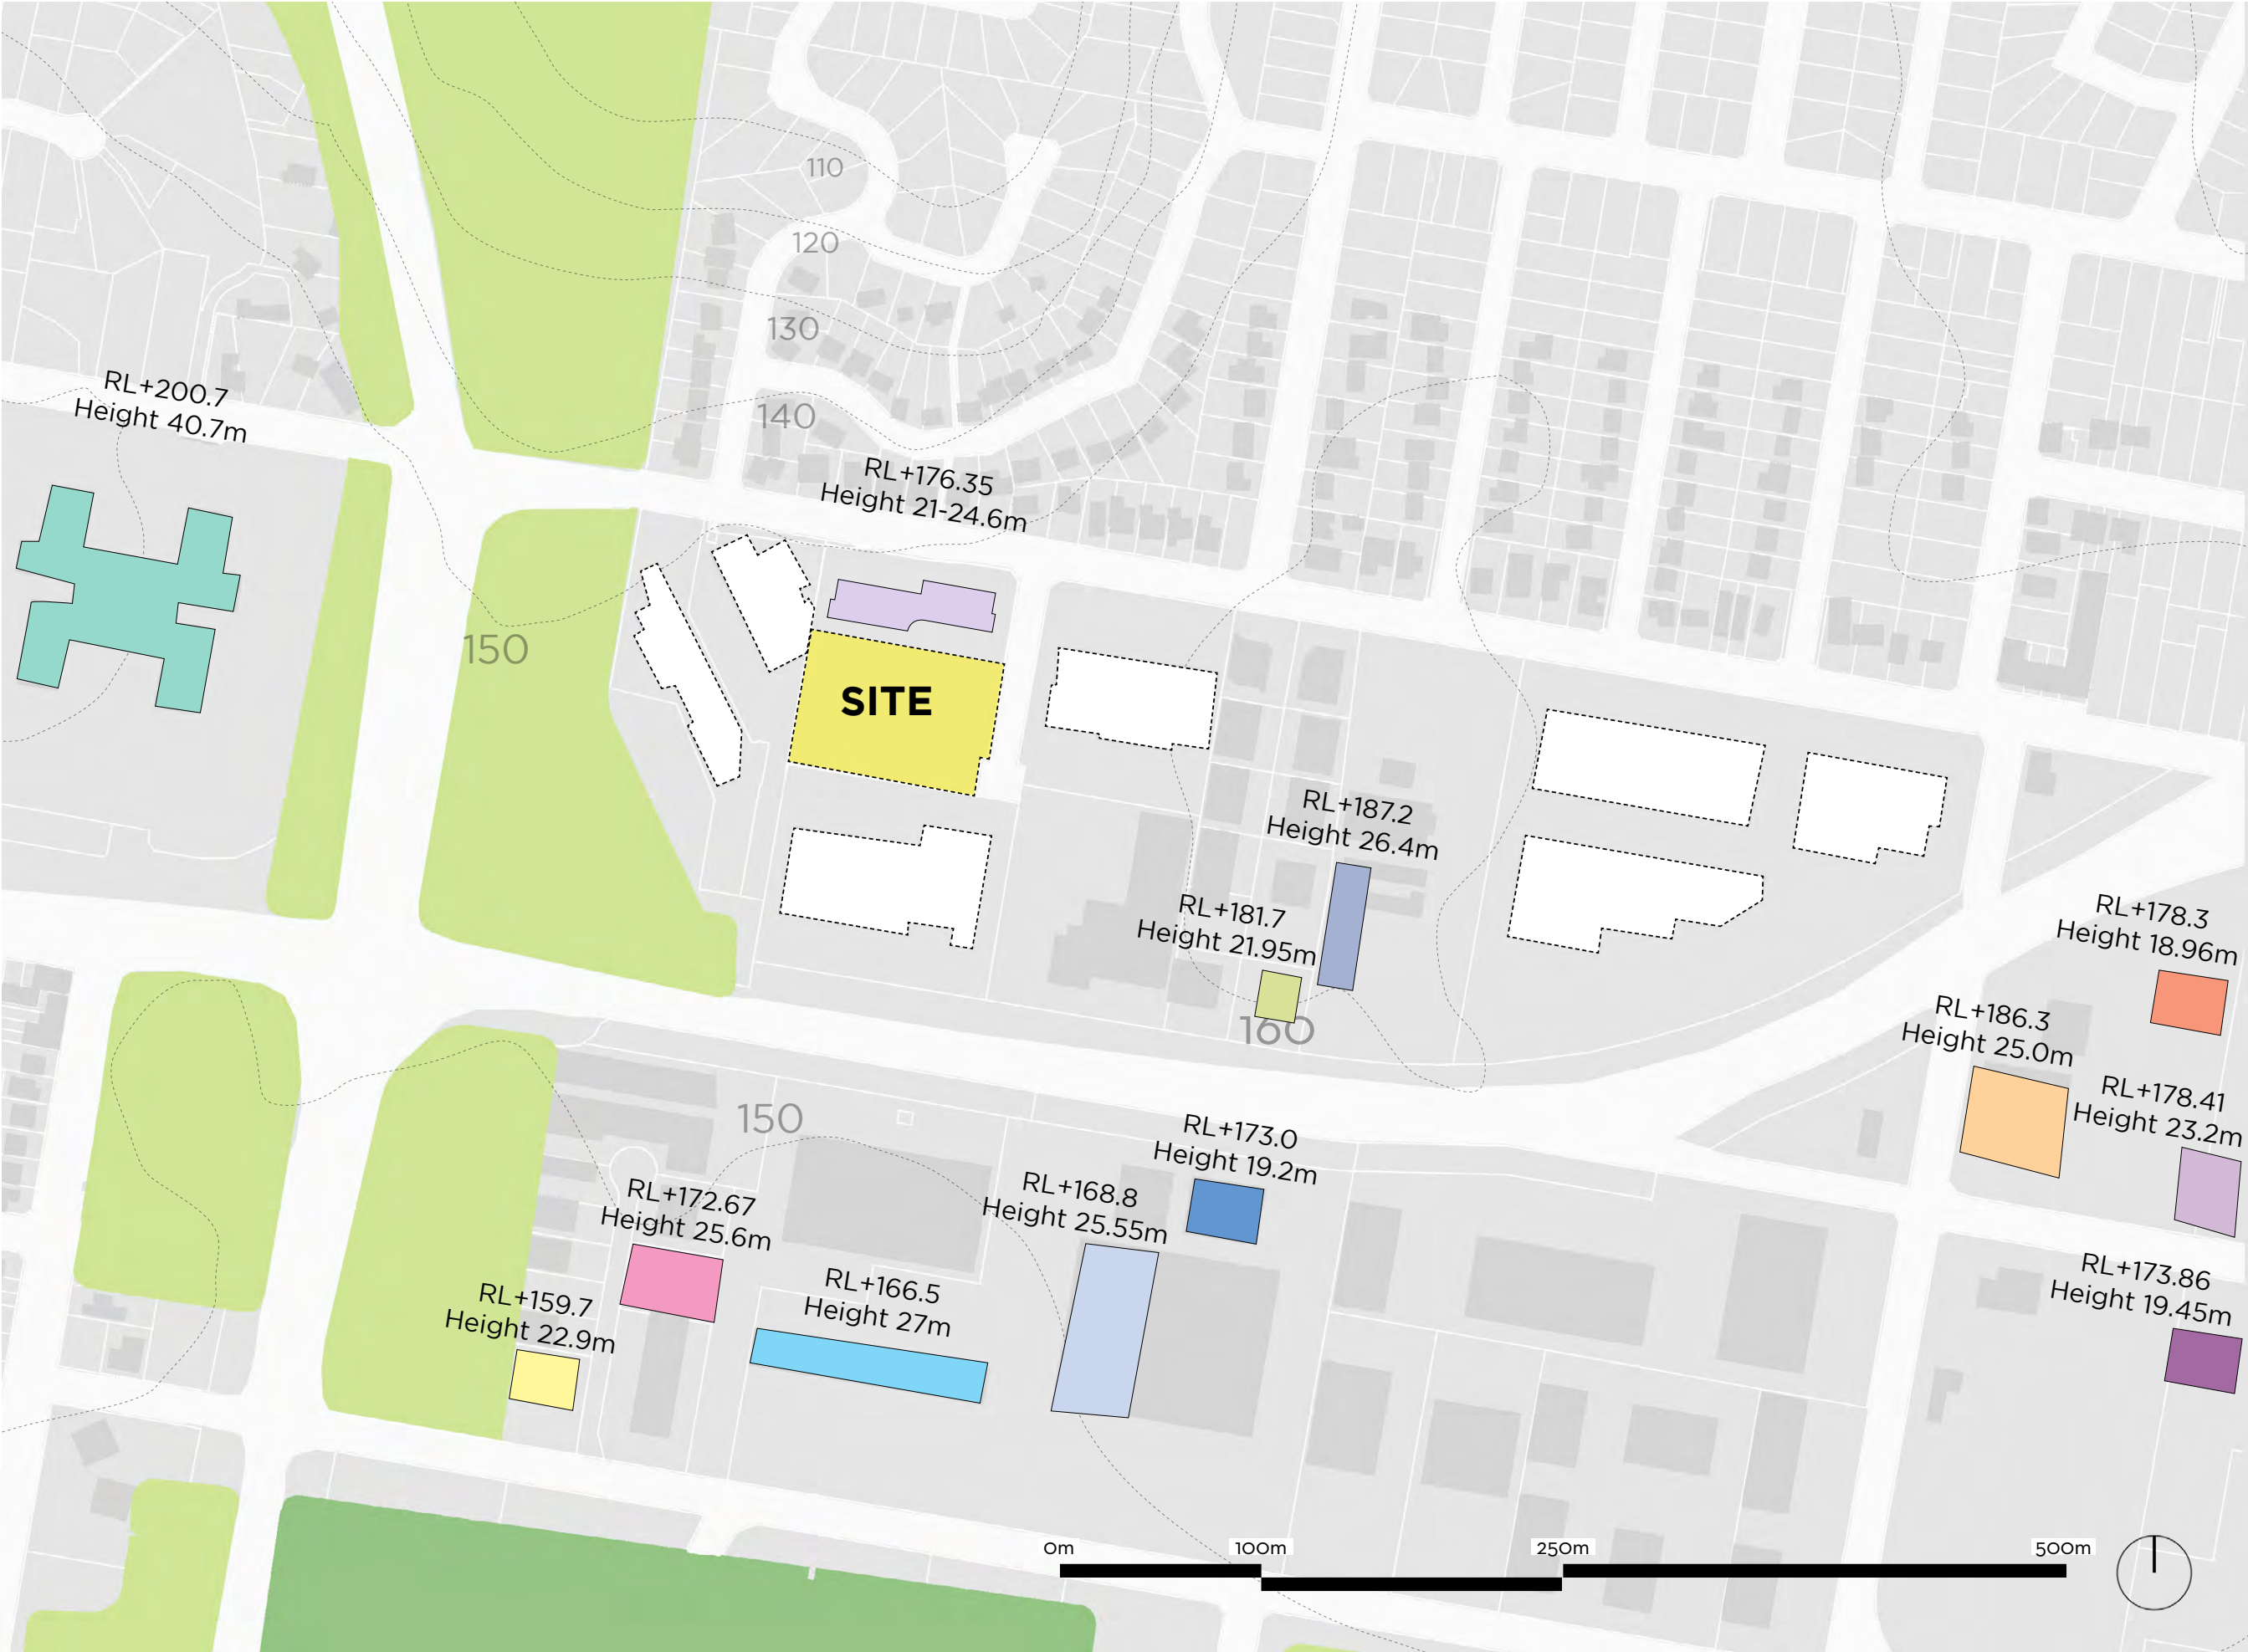 110
120
130
RL+200.7
Height 40.7m
140
RL+176.35
Height 21-24.6m
150
SITE
RL+187.2
Height 26.4m
RL+181.7
Height 21.95m
160
RL+178.3
Height 18.96m
RL+186.3
Height 25.0m
RL+178.41
Height 23.2m
150
RL+173.0
Height 19.2m
RL+168.8
Height 25.55m
RL+172.67
Height 25.6m
RL+166.5
Height 27m
RL+159.7
Height 22.9m
RL+173.86
Height 19.45m
0m 100m 250m 500m